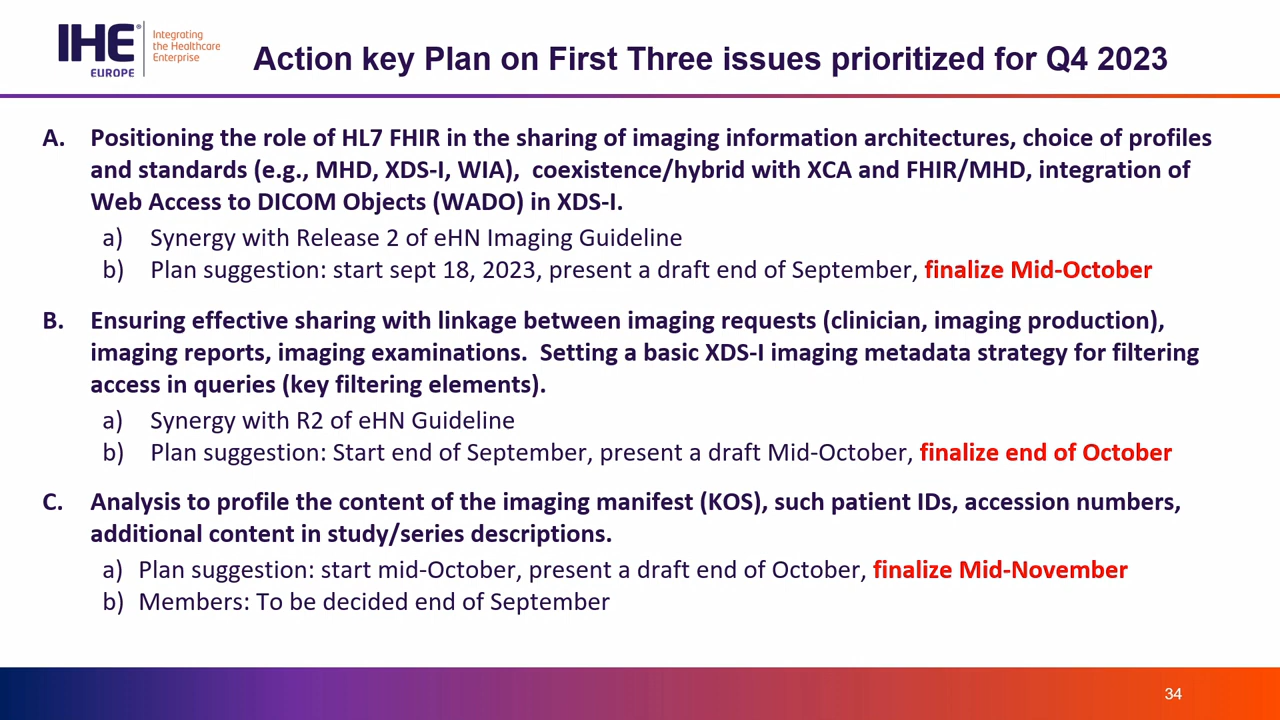 IHE® Integrating
the Healthcare
Enterprise
EUROPE
Action key Plan on First Three issues prioritized for Q4 2023
A. Positioning the role of HL7 FHIR in the sharing of imaging information architectures, choice of profiles
and standards (e.g., MHD, XDS-I, WIA), coexistence/hybrid with XCA and FHIR/MHD, integration of
Web Access to DICOM Objects (WADO) in XDS-I.
a) Synergy with Release 2 of eHN Imaging Guideline
b) Plan suggestion: start sept 18, 2023, present a draft end of September, finalize Mid-October
B. Ensuring effective sharing with linkage between imaging requests (clinician, imaging production),
imaging reports, imaging examinations. Setting a basic XDS-I imaging metadata strategy for filtering
access in queries (key filtering elements).
a) Synergy with R2 of eHN Guideline
b) Plan suggestion: Start end of September, present a draft Mid-October, finalize end of October
C. Analysis to profile the content of the imaging manifest (KOS), such patient IDs, accession numbers,
additional content in study/series descriptions.
a) Plan suggestion: start mid-October, present a draft end of October, finalize Mid-November
b) Members: To be decided end of September
34